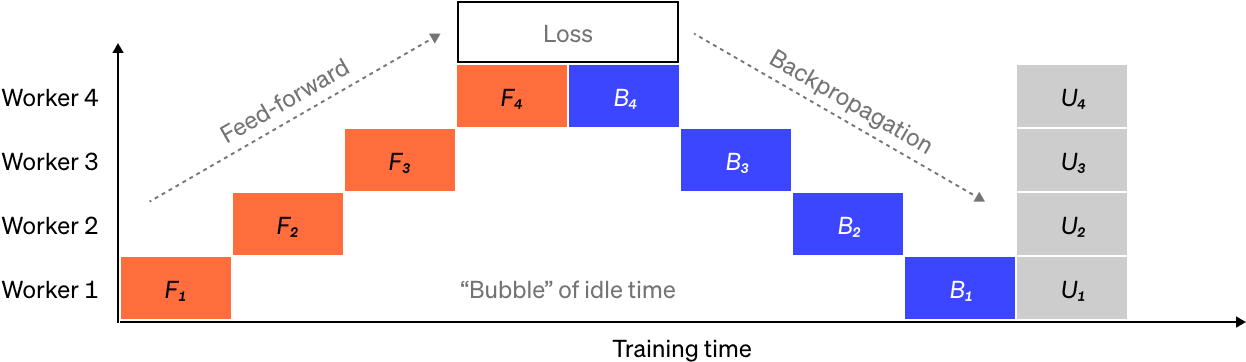 Loss
Feed-forward
Backpropagation
Worker 4
F₄
B₄
U₄
Worker 3
F₃
B₃
U₃
Worker 2
F₂
B₂
U₂
Worker 1
F₁
“Bubble” of idle time
B₁
U₁
Training time